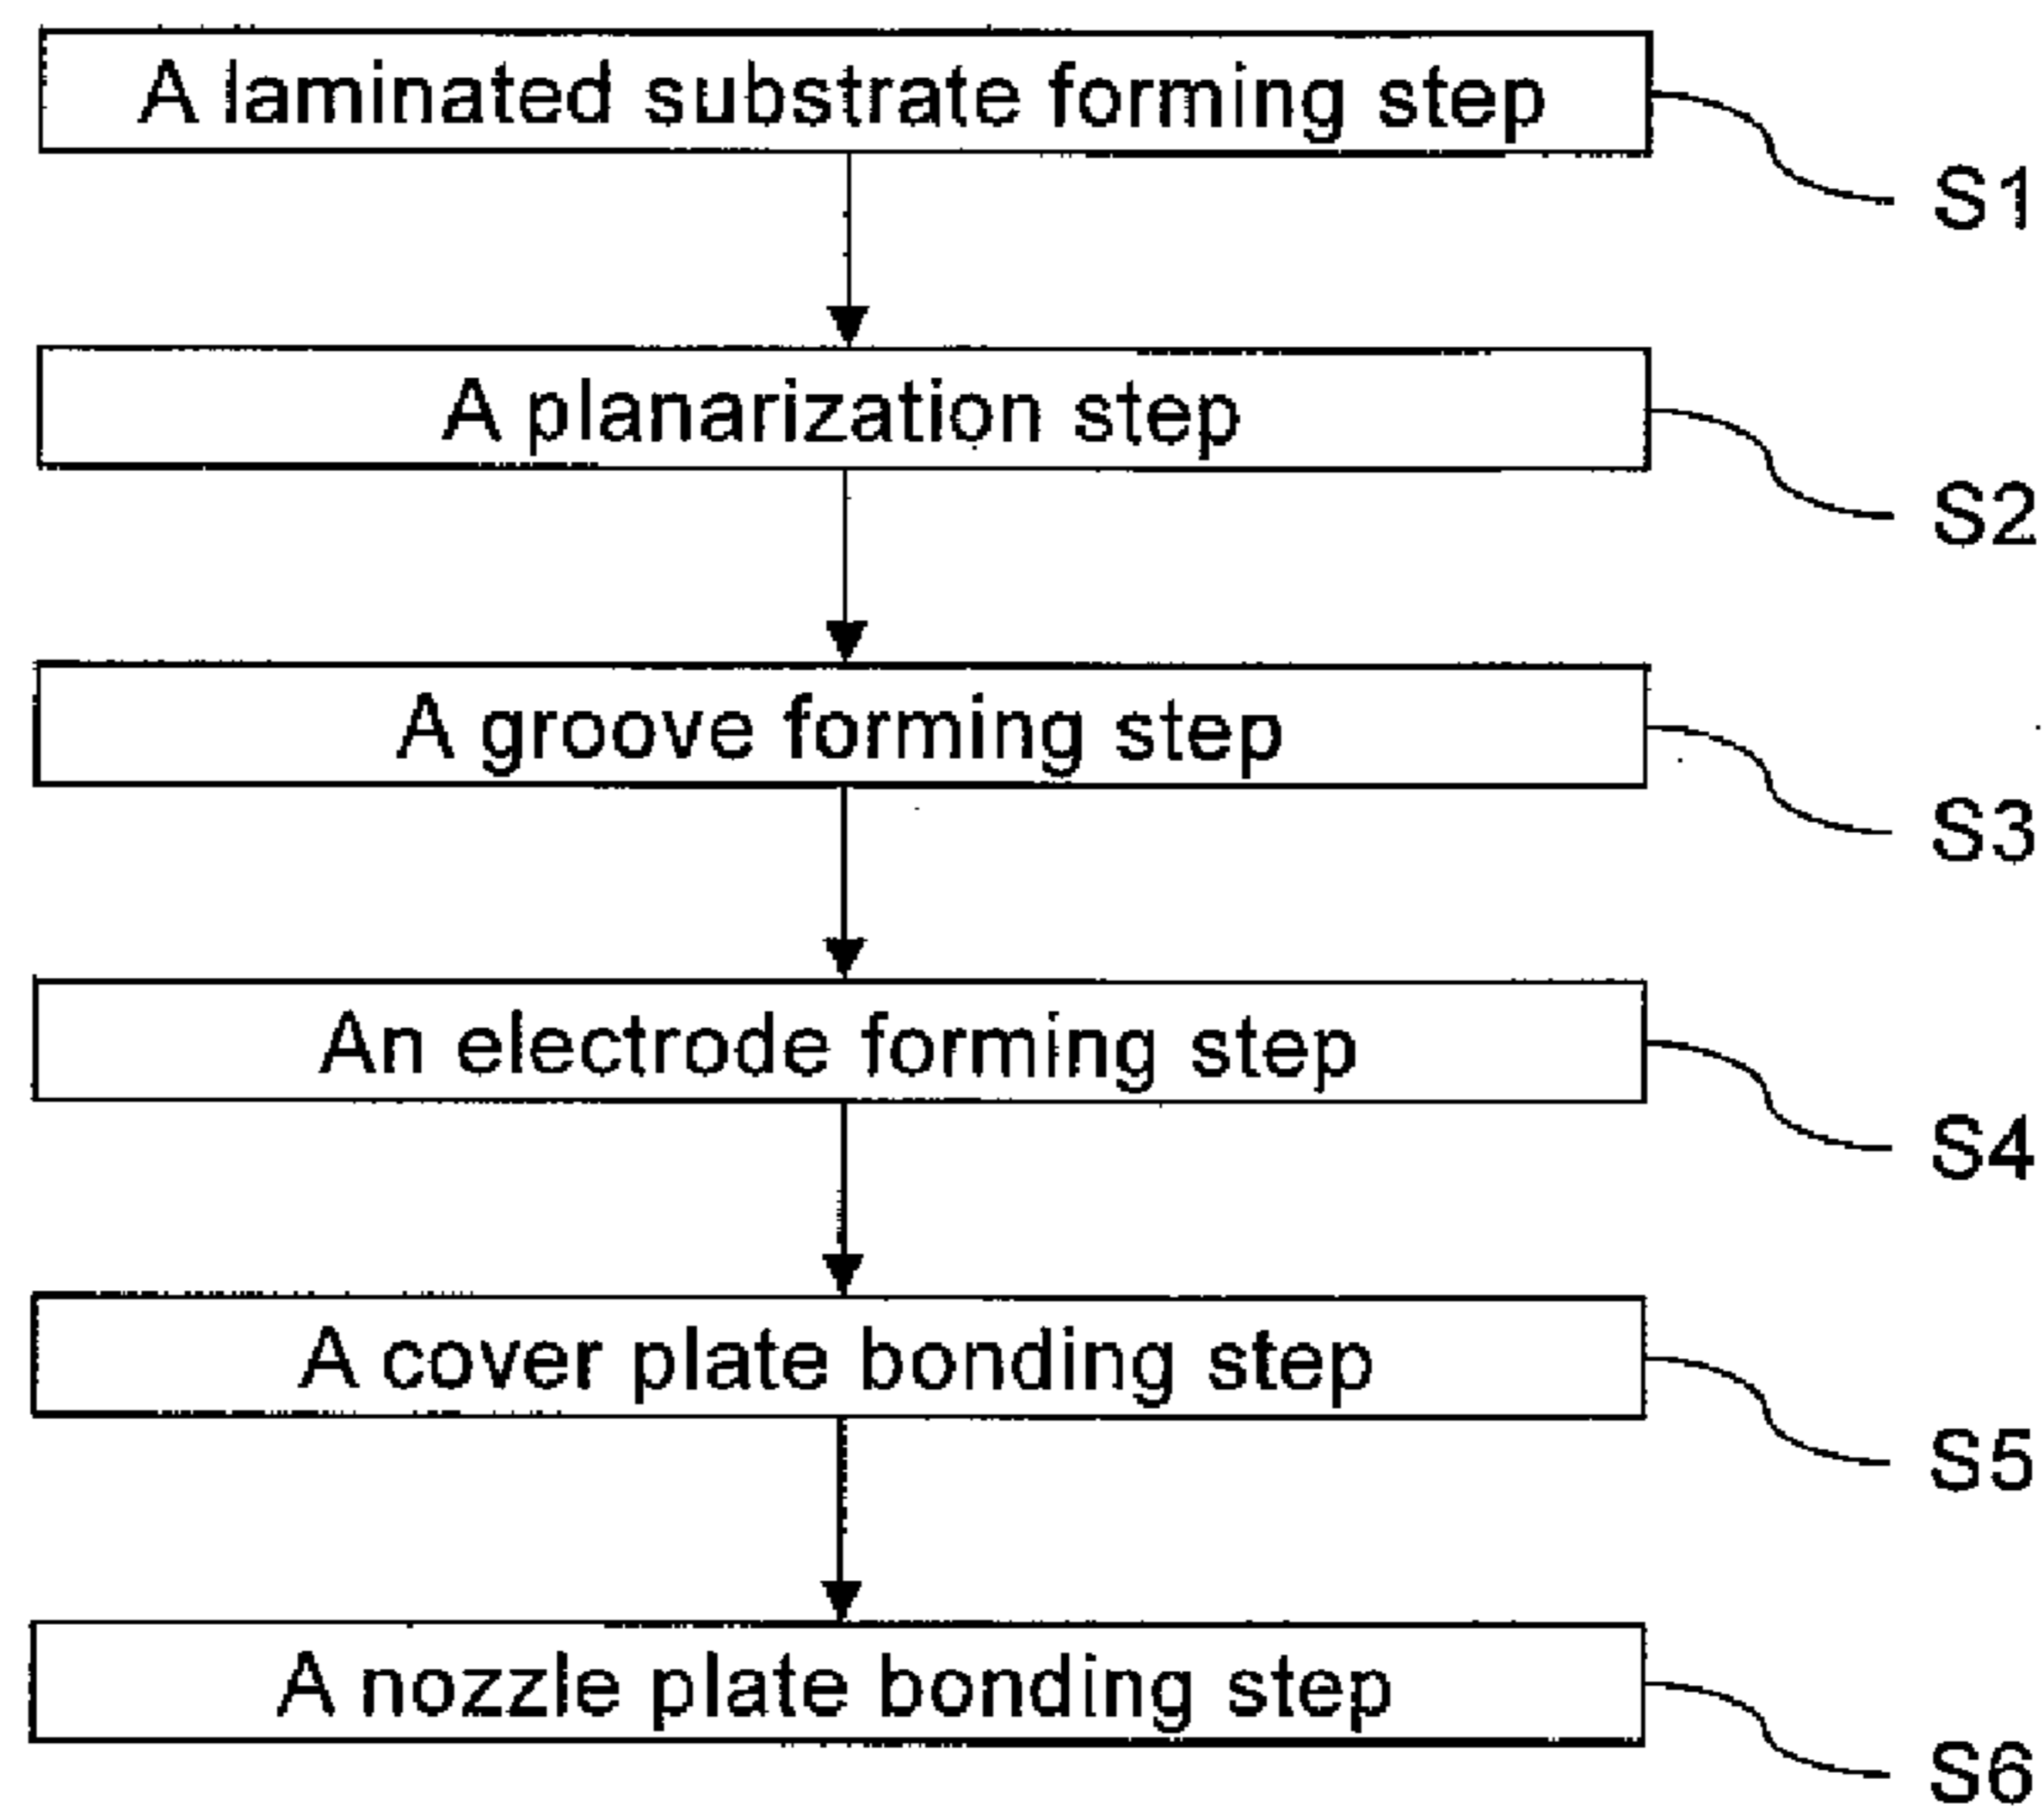 A laminated substrate forming step
S1
A planarization step
S2
A groove forming step
S3
An electrode forming step
S4
A cover plate bonding step
S5
A nozzle plate bonding step
S6